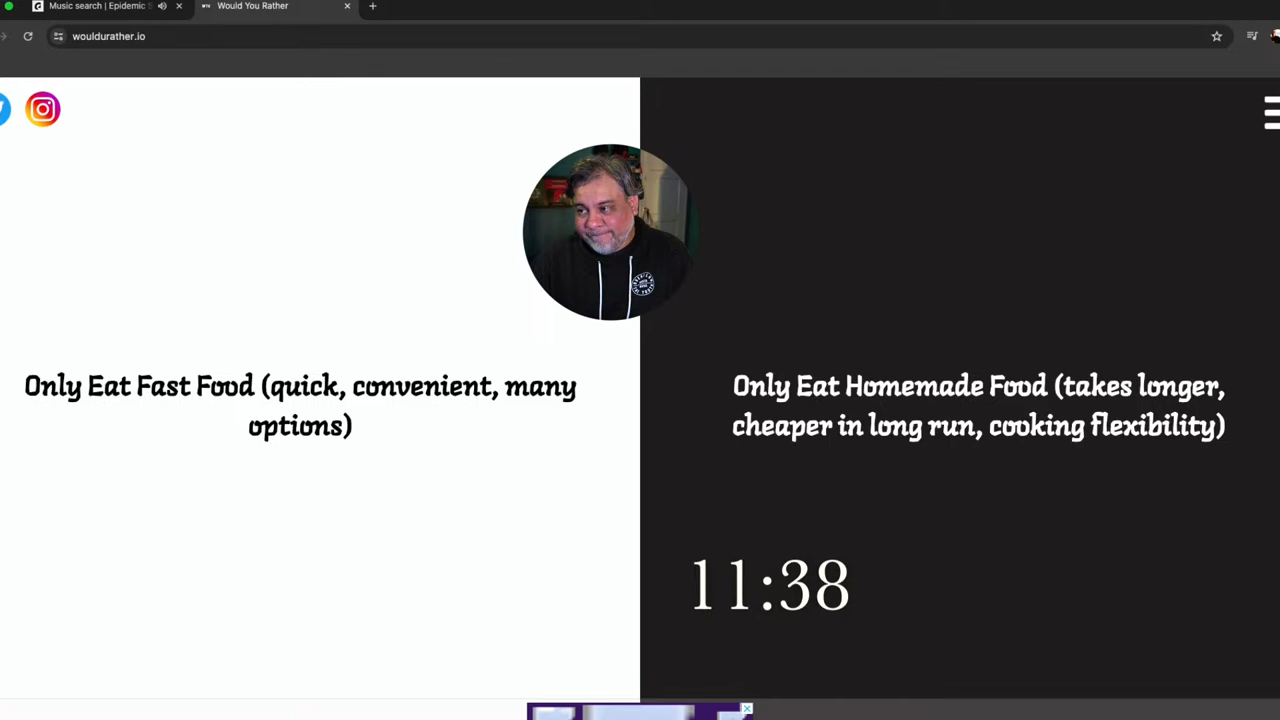 Music search | Epidemic S
Would You Rather
wouldurather.io
Only Eat Fast Food (quick, convenient, many
options)
Only Eat Homemade Food (takes longer,
cheaper in long run, cooking flexibility)
11:38